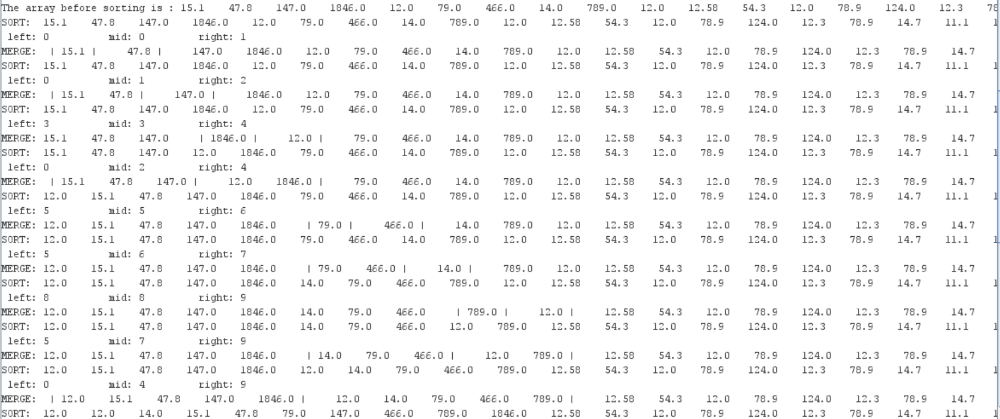 The array before sorting is : 15.1 47.8 147.0 1846.0 12.0 79.0 466.0 14.0 789.0 12.0 12.58 54.3 12.0 78.9 124.0 12.3 78
SORT: 15.1 47.8 147.0 1846.0 12.0 79.0 466.0 14.0 789.0 12.0 12.58 54.3 12.0 78.9 124.0 12.3 78.9 14.7 11.1 1
left: 0 mid: 0 right: 1
MERGE: | 15.1 | 47.8 | 147.0 1846.0 12.0 79.0 466.0 14.0 789.0 12.0 12.58 54.3 12.0 78.9 124.0 12.3 78.9 14.7
SORT: 15.1 47.8 147.0 1846.0 12.0 79.0 466.0 14.0 789.0 12.0 12.58 54.3 12.0 78.9 124.0 12.3 78.9 14.7 11.1 1
left: 0 mid: 1 right: 2
MERGE: | 15.1 47.8 | 147.0 | 1846.0 12.0 79.0 466.0 14.0 789.0 12.0 12.58 54.3 12.0 78.9 124.0 12.3 78.9 14.7
SORT: 15.1 47.8 147.0 1846.0 12.0 79.0 466.0 14.0 789.0 12.0 12.58 54.3 12.0 78.9 124.0 12.3 78.9 14.7 11.1 1
left: 3 mid: 3 right: 4
MERGE: 15.1 47.8 147.0 | 1846.0 | 12.0 | 79.0 466.0 14.0 789.0 12.0 12.58 54.3 12.0 78.9 124.0 12.3 78.9 14.7
SORT: 15.1 47.8 147.0 12.0 1846.0 79.0 466.0 14.0 789.0 12.0 12.58 54.3 12.0 78.9 124.0 12.3 78.9 14.7 11.1 1
left: 0 mid: 2 right: 4
MERGE: | 15.1 47.8 147.0 | 12.0 1846.0 | 79.0 466.0 14.0 789.0 12.0 12.58 54.3 12.0 78.9 124.0 12.3 78.9 14.7
SORT: 12.0 15.1 47.8 147.0 1846.0 79.0 466.0 14.0 789.0 12.0 12.58 54.3 12.0 78.9 124.0 12.3 78.9 14.7 11.1 1
left: 5 mid: 5 right: 6
MERGE: 12.0 15.1 47.8 147.0 1846.0 | 79.0 | 466.0 | 14.0 789.0 12.0 12.58 54.3 12.0 78.9 124.0 12.3 78.9 14.7
SORT: 12.0 15.1 47.8 147.0 1846.0 79.0 466.0 14.0 789.0 12.0 12.58 54.3 12.0 78.9 124.0 12.3 78.9 14.7 11.1 1
left: 5 mid: 6 right: 7
MERGE: 12.0 15.1 47.8 147.0 1846.0 | 79.0 466.0 | 14.0 | 789.0 12.0 12.58 54.3 12.0 78.9 124.0 12.3 78.9 14.7
SORT: 12.0 15.1 47.8 147.0 1846.0 14.0 79.0 466.0 789.0 12.0 12.58 54.3 12.0 78.9 124.0 12.3 78.9 14.7 11.1 1
left: 8 mid: 8 right: 9
MERGE: 12.0 15.1 47.8 147.0 1846.0 14.0 79.0 466.0 | 789.0 | 12.0 | 12.58 54.3 12.0 78.9 124.0 12.3 78.9 14.7
SORT: 12.0 15.1 47.8 147.0 1846.0 14.0 79.0 466.0 12.0 789.0 12.58 54.3 12.0 78.9 124.0 12.3 78.9 14.7 11.1 1
left: 5 mid: 7 right: 9
MERGE: 12.0 15.1 47.8 147.0 1846.0 | 14.0 79.0 466.0 | 12.0 789.0 | 12.58 54.3 12.0 78.9 124.0 12.3 78.9 14.7
SORT: 12.0 15.1 47.8 147.0 1846.0 12.0 14.0 79.0 466.0 789.0 12.58 54.3 12.0 78.9 124.0 12.3 78.9 14.7 11.1 1
left: 0 mid: 4 right: 9
MERGE: | 12.0 15.1 47.8 147.0 1846.0 | 12.0 14.0 79.0 466.0 789.0 | 12.58 54.3 12.0 78.9 124.0 12.3 78.9 14.7
SORT: 12.0 12.0 14.0 15.1 47.8 79.0 147.0 466.0 789.0 1846.0 12.58 54.3 12.0 78.9 124.0 12.3 78.9 14.7 11.1 1